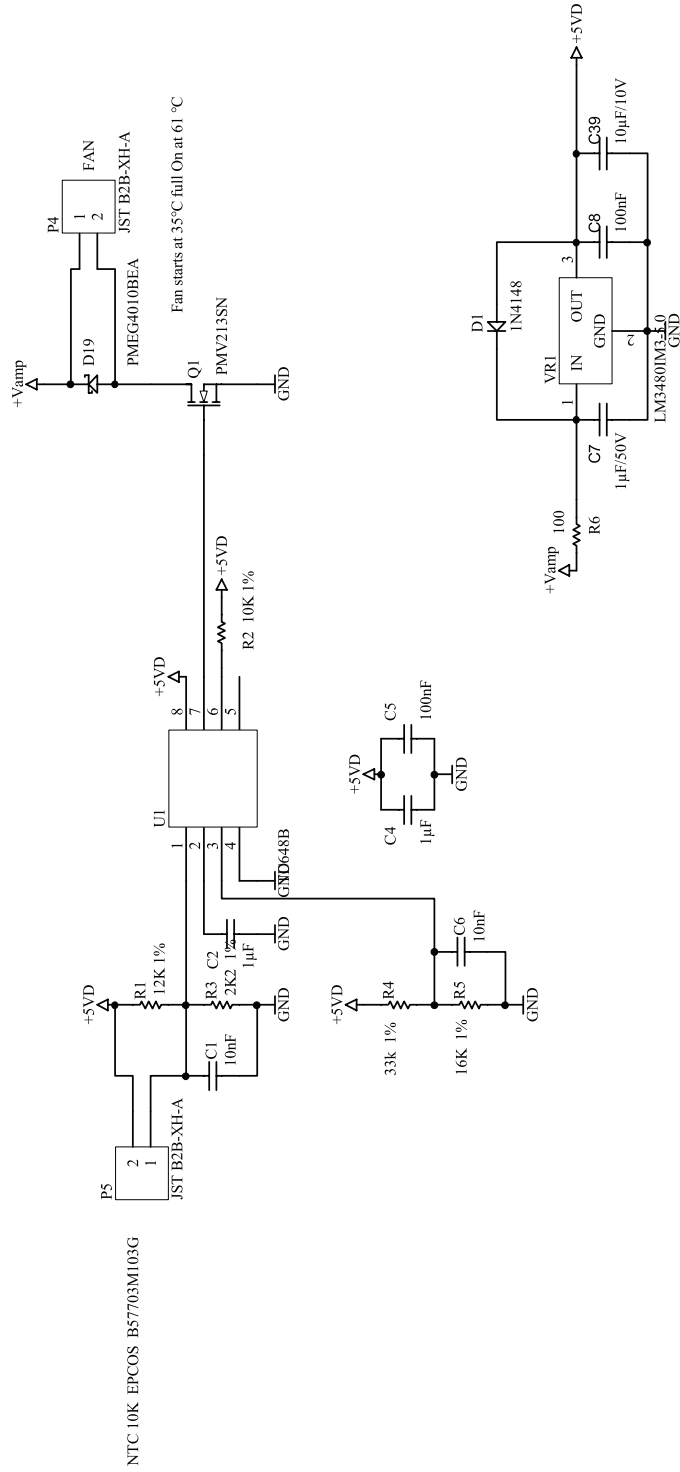 NTC 10K EPCOS B57703M103G
P5
2
1
JST B2B-XH-A
+5VD
R1
12K 1%
R3
2K2 1%
C1
10nF
GND
C2
1µF
GND
U1
1
2
3
4
8
7
6
5
GND
648B
+5VD
R2 10K 1%
+5VD
+Vamp
D19
PMEG4010BEA
P4
1
2
FAN
JST B2B-XH-A
Q1
PMV213SN
GND
Fan starts at 35°C full On at 61 °C
+5VD
R4
33k 1%
R5
16K 1%
C6
10nF
GND
+5VD
C4
1µF
C5
100nF
GND
+Vamp
100
R6
C7
1µF/50V
D1
1N4148
VR1
1
IN
OUT
3
GND
2
LM3480IM3-5.0
GND
C8
100nF
C39
10µF/10V
+5VD